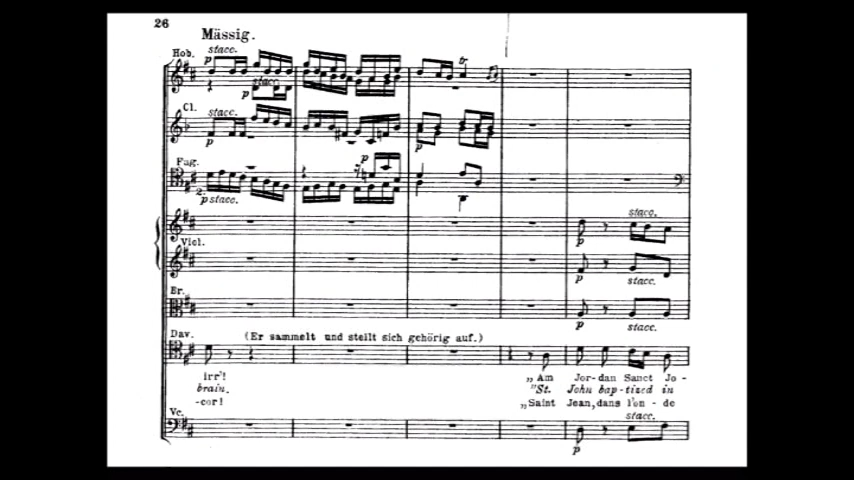 26
Mässig.
Hob.
stacc.
p
stacc.
p
Cl.
stacc.
p
p
Fag.
p
2.
p stacc.
stacc.
p
Viol.
p
stacc.
Br.
p
stacc.
Dav.
(Er sammelt und stellt sich gehörig auf.)
irr'! „Am Jor-dan Sanct Jo-
brain. "St. John bap-tized in
-cor! „Saint Jean, dans l'on - de
Vc.
stacc.
p